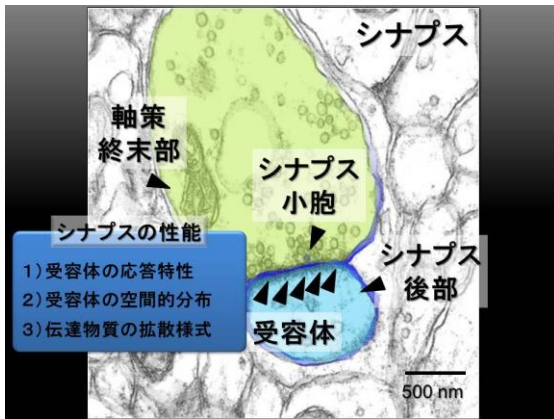 シナプス
軸策
終末部
シナプス
小胞
シナプスの性能
1)受容体の応答特性
2)受容体の空間的分布
3)伝達物質の拡散様式
シナプス
後部
受容体
500 nm